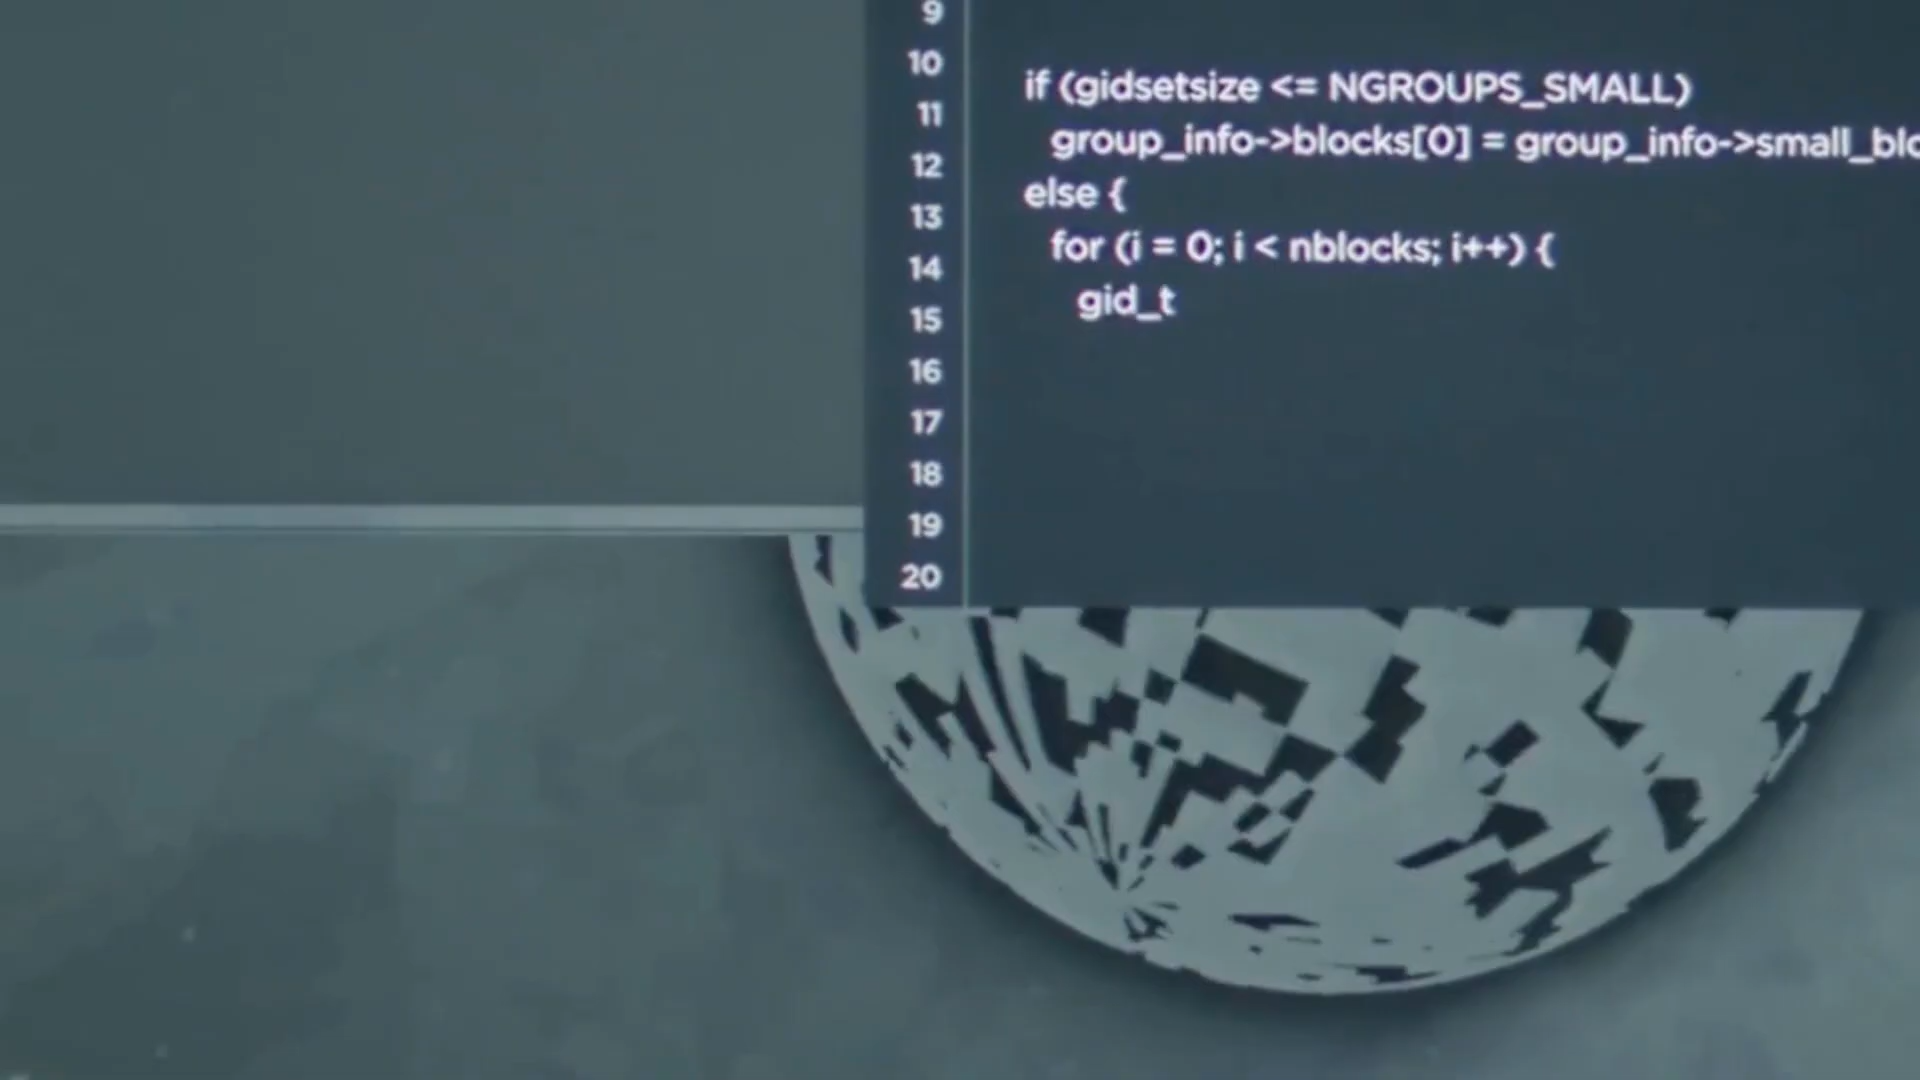 9
10
if (gidsetsize <= NGROUPS_SMALL)
11
group_info->blocks[0] = group_info->small_blo
12
else {
13
for (i = 0; i < nblocks; i++) {
14
gid_t
15
16
17
18
19
20